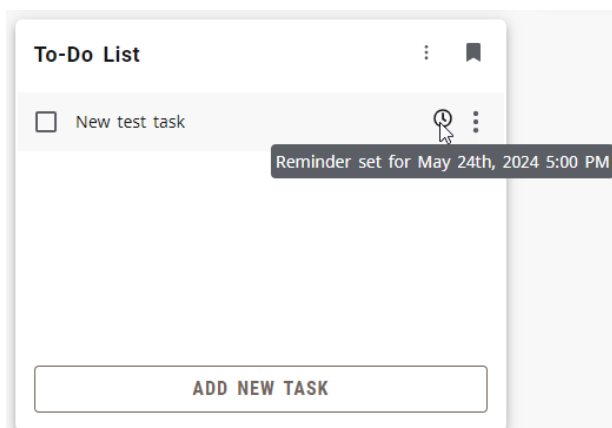 To-Do List
New test task
Reminder set for May 24th, 2024 5:00 PM
ADD NEW TASK